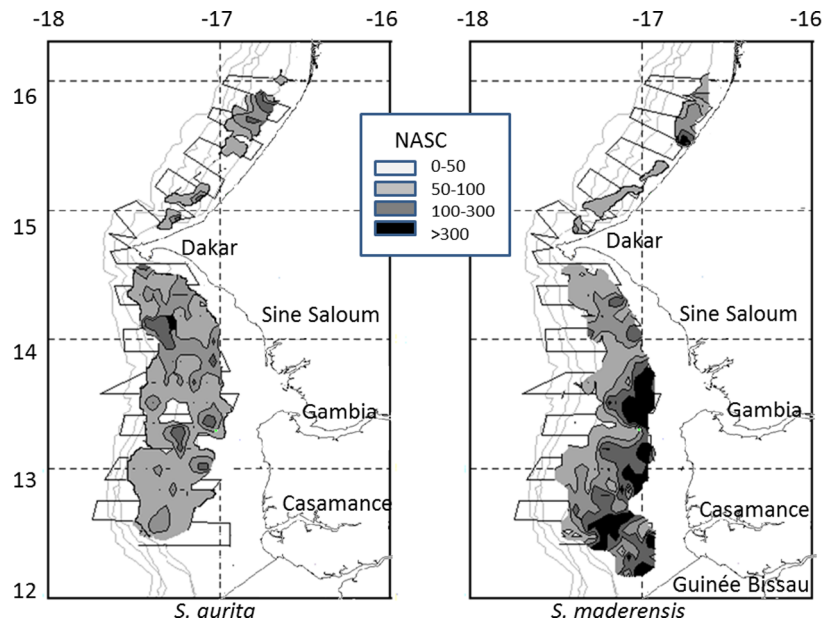 -18 -17 -16 -18 -17 -16
16
15
14
13
12
NASC
0-50
50-100
100-300
>300
Dakar
Sine Saloum
Gambia
Casamance
Dakar
Sine Saloum
Gambia
Casamance
Guinée Bissau
S. aurita
S. maderensis